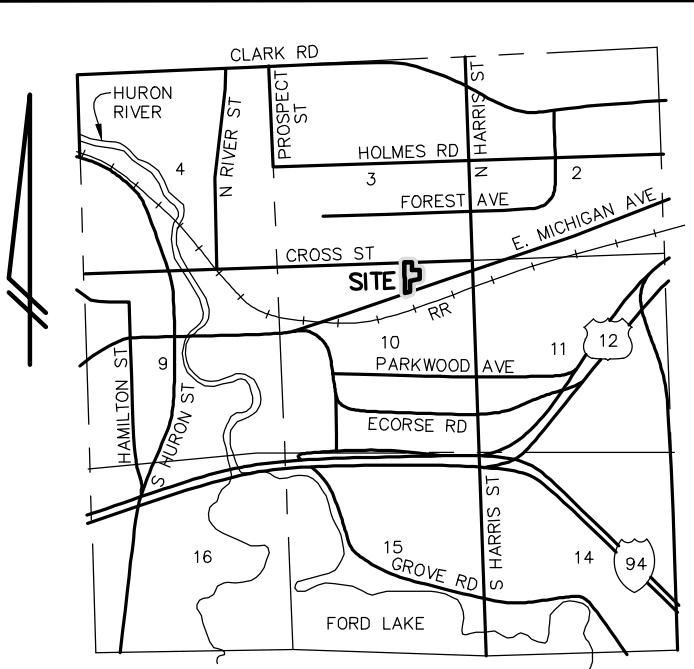 CLARK RD
HURON
RIVER
N RIVER ST
PROSPECT
ST
N HARRIS ST
4
HOLMES RD
3
2
FOREST AVE
E. MICHIGAN AVE
CROSS ST
SITE
RR
10
11
12
9
PARKWOOD AVE
HAMILTON ST
S HURON ST
ECORSE RD
S HARRIS ST
16
15
14
94
GROVE RD
FORD LAKE